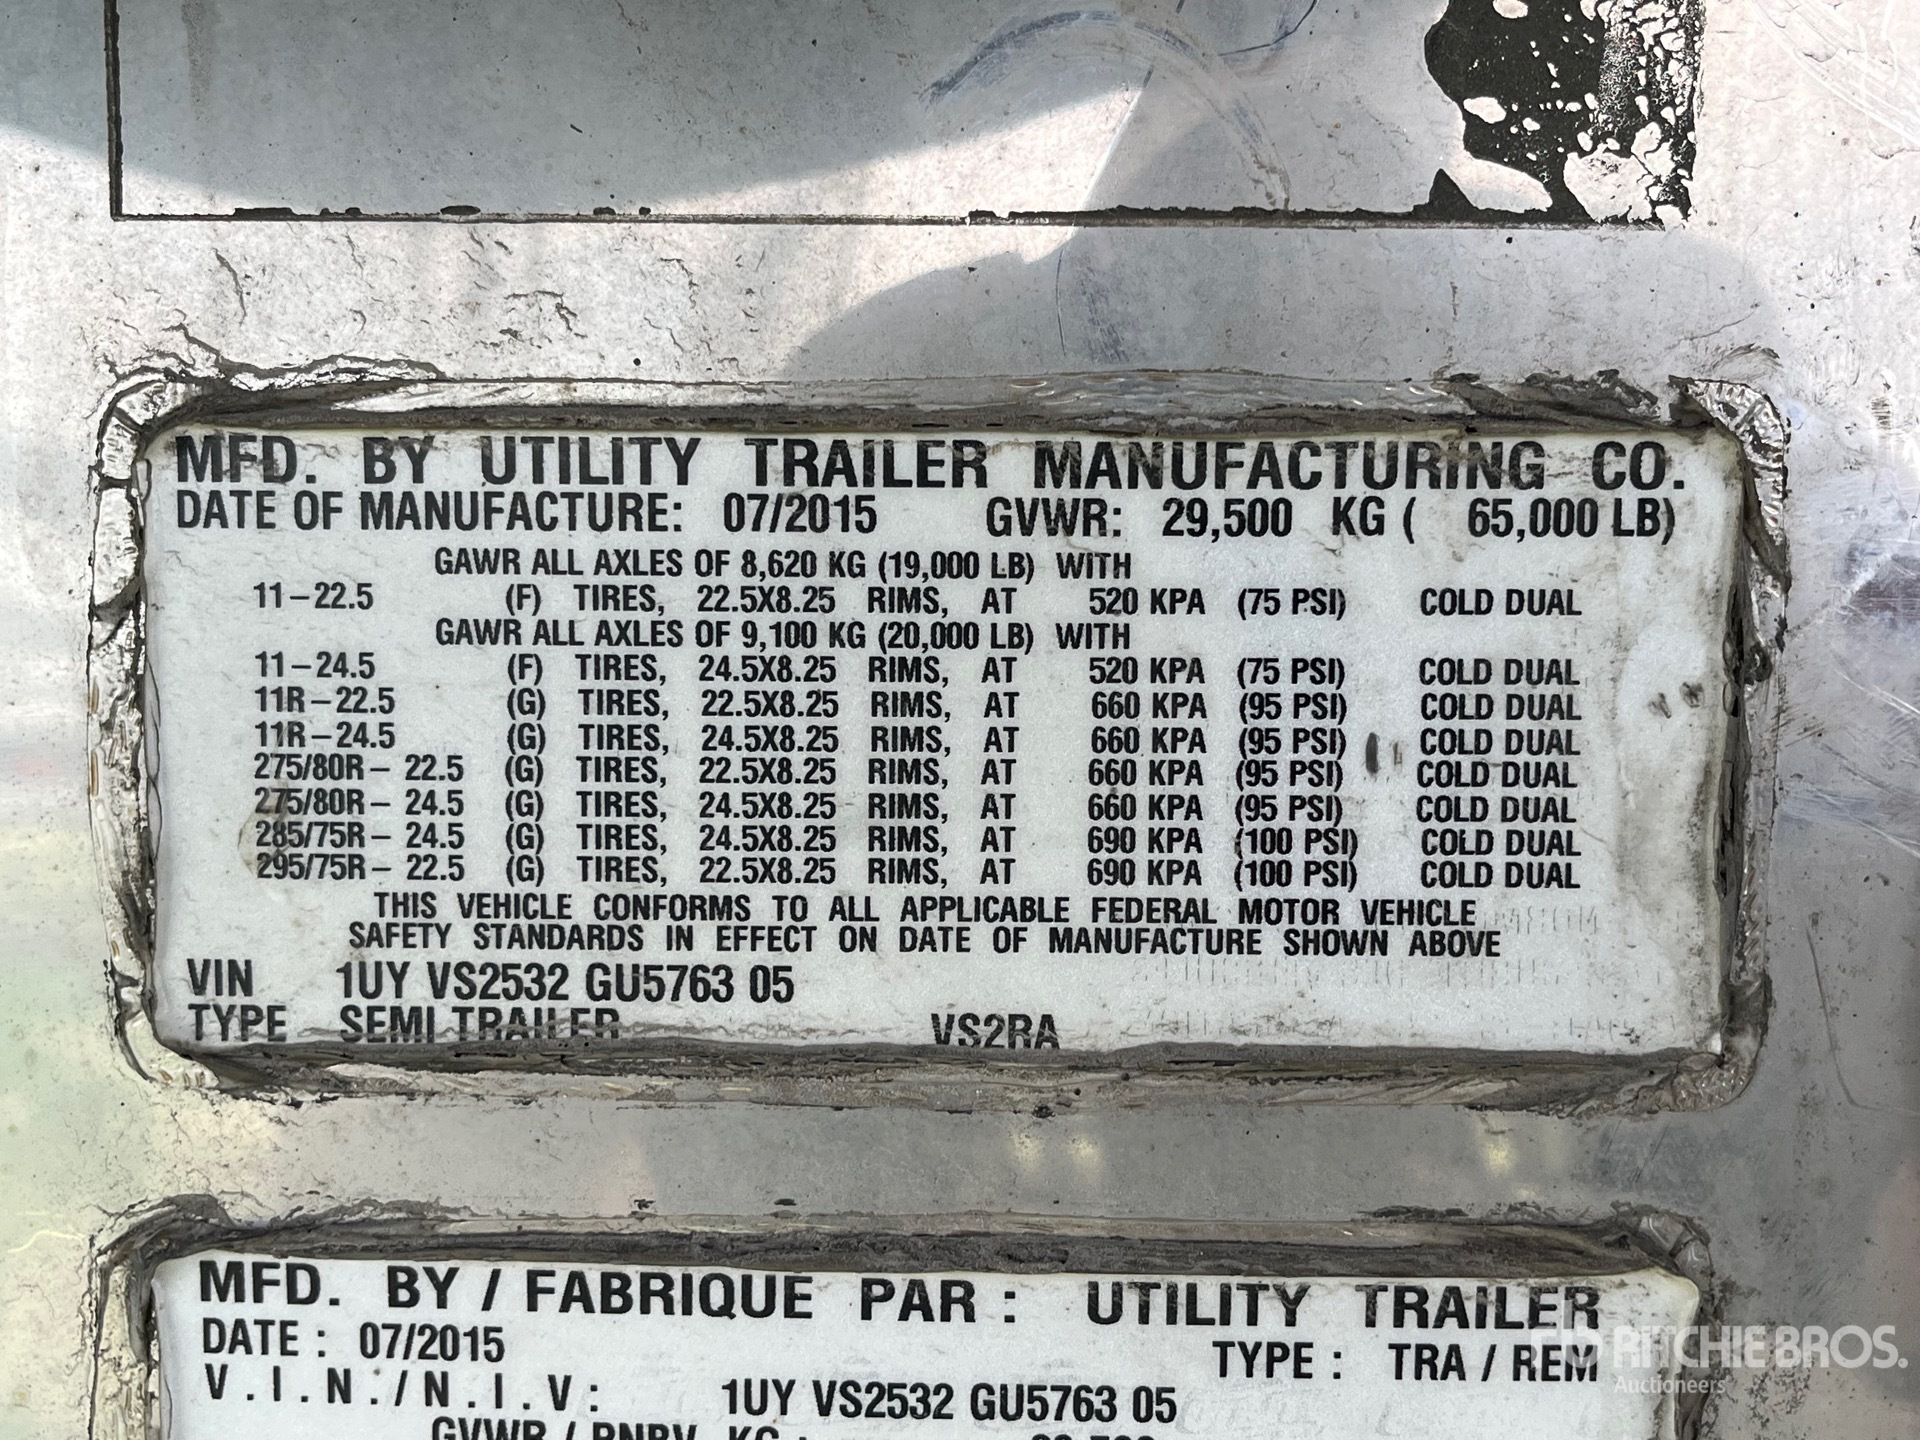 MFD. BY UTILITY TRAILER MANUFACTURING CO.
DATE OF MANUFACTURE: 07/2015 GVWR: 29,500 KG ( 65,000 LB)
GAWR ALL AXLES OF 8,620 KG (19,000 LB) WITH
11-22.5 (F) TIRES, 22.5X8.25 RIMS, AT 520 KPA (75 PSI) COLD DUAL
GAWR ALL AXLES OF 9,100 KG (20,000 LB) WITH
11-24.5 (F) TIRES, 24.5X8.25 RIMS, AT 520 KPA (75 PSI) COLD DUAL
11R-22.5 (G) TIRES, 22.5X8.25 RIMS, AT 660 KPA (95 PSI) COLD DUAL
11R-24.5 (G) TIRES, 24.5X8.25 RIMS, AT 660 KPA (95 PSI) COLD DUAL
275/80R- 22.5 (G) TIRES, 22.5X8.25 RIMS, AT 660 KPA (95 PSI) COLD DUAL
275/80R- 24.5 (G) TIRES, 24.5X8.25 RIMS, AT 660 KPA (95 PSI) COLD DUAL
285/75R- 24.5 (G) TIRES, 24.5X8.25 RIMS, AT 690 KPA (100 PSI) COLD DUAL
295/75R- 22.5 (G) TIRES, 22.5X8.25 RIMS, AT 690 KPA (100 PSI) COLD DUAL
THIS VEHICLE CONFORMS TO ALL APPLICABLE FEDERAL MOTOR VEHICLE
SAFETY STANDARDS IN EFFECT ON DATE OF MANUFACTURE SHOWN ABOVE
VIN 1UY VS2532 GU5763 05
TYPE SEMI TRAILER VS2RA
MFD. BY / FABRIQUE PAR : UTILITY TRAILER
DATE : 07/2015 TYPE : TRA / REM
V.I.N./N.I.V: 1UY VS2532 GU5763 05
GVWR / PNBV KG :
RITCHIE BROS.
Auctioneers